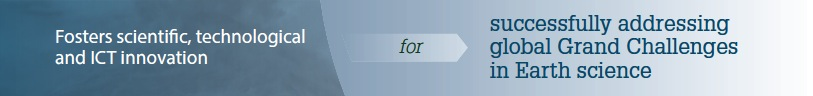 Fosters scientific, technological
and ICT innovation
for
successfully addressing
global Grand Challenges
in Earth science